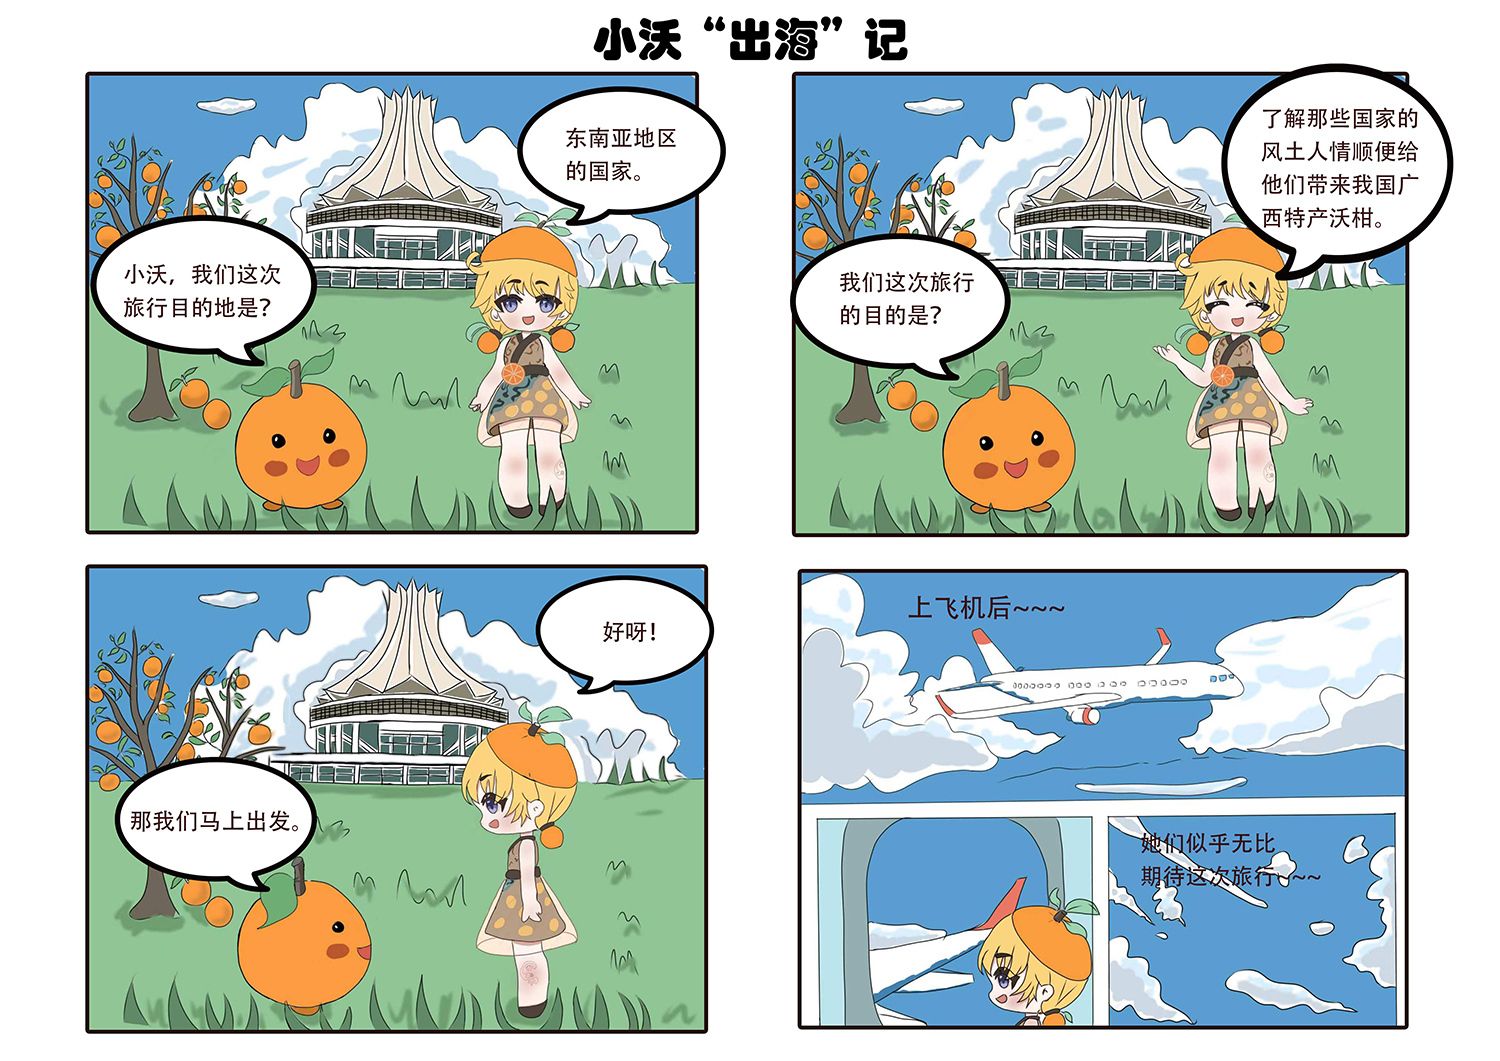 小沃“出海”记
小沃，我们这次
旅行目的地是？
东南亚地区
的国家。
我们这次旅行
的目的是？
了解那些国家的
风土人情顺便给
他们带来我国广
西特产沃柑。
那我们马上出发。
好呀！
上飞机后~~~
她们似乎无比
期待这次旅行~~~